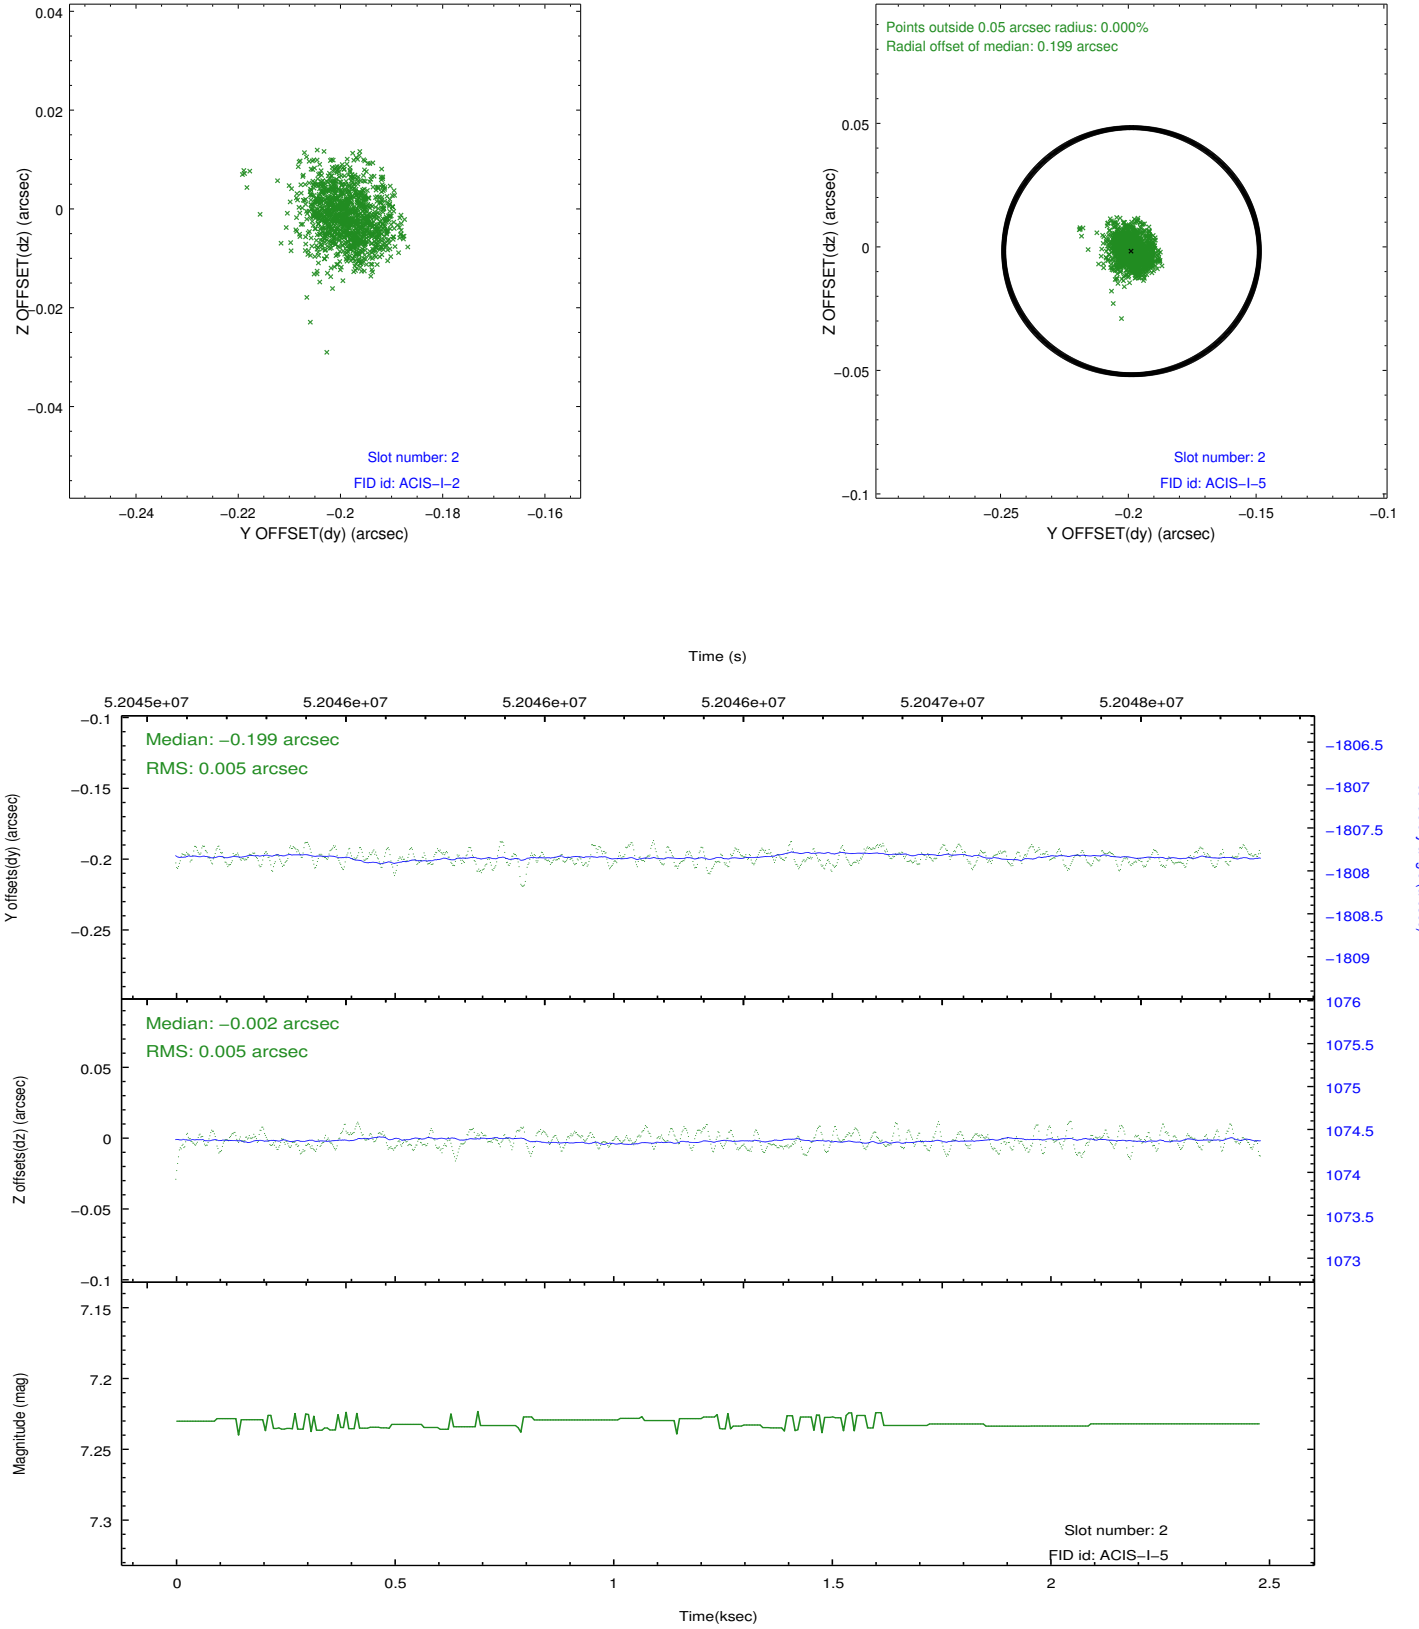 0.04
0.02
0
−0.02
−0.04
Z OFFSET(dz) (arcsec)
Slot number: 2
FID id: ACIS−I−2
−0.24
−0.22
−0.2
−0.18
−0.16
Y OFFSET(dy) (arcsec)
Points outside 0.05 arcsec radius: 0.000%
Radial offset of median: 0.199 arcsec
0.05
0
−0.05
−0.1
Z OFFSET(dz) (arcsec)
Slot number: 2
FID id: ACIS−I−5
−0.25
−0.2
−0.15
−0.1
Y OFFSET(dy) (arcsec)
Time (s)
5.2045e+07
5.2046e+07
5.2046e+07
5.2046e+07
5.2047e+07
5.2048e+07
Median: −0.199 arcsec
RMS: 0.005 arcsec
−0.1
−0.15
−0.2
−0.25
Y offsets(dy) (arcsec)
−1806.5
−1807
−1807.5
−1808
−1808.5
−1809
Median: −0.002 arcsec
RMS: 0.005 arcsec
0.05
0
−0.05
−0.1
Z offsets(dz) (arcsec)
1076
1075.5
1075
1074.5
1074
1073.5
1073
7.15
7.2
7.25
7.3
Magnitude (mag)
Slot number: 2
FID id: ACIS−I−5
0
0.5
1
1.5
2
2.5
Time(ksec)